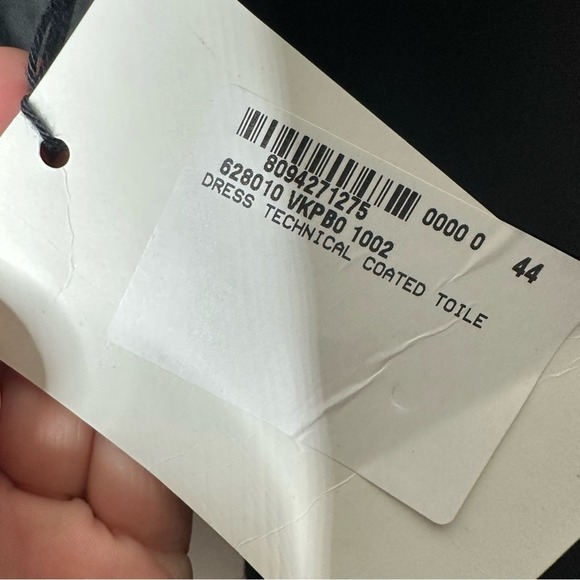 8094271275 0000 0
628010 VKPB0 1002 44
DRESS TECHNICAL COATED TOILE